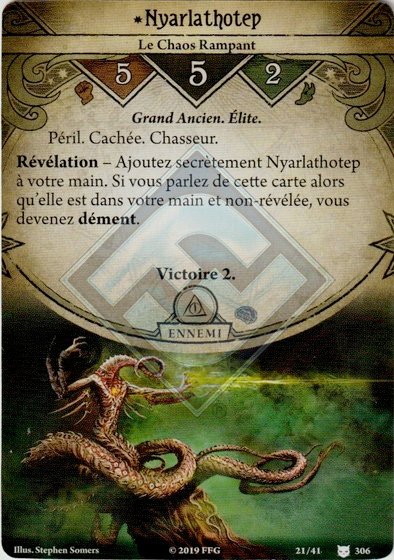 *Nyarlathotep
Le Chaos Rampant
5 5 2
Grand Ancien. Élite.
Péril. Cachée. Chasseur.
Révélation – Ajoutez secrètement Nyarlathotep
à votre main. Si vous parlez de cette carte alors
qu'elle est dans votre main et non-révélée, vous
devenez dément.
Victoire 2.
ENNEMI
Illus. Stephen Somers © 2019 FFG 21/41 306